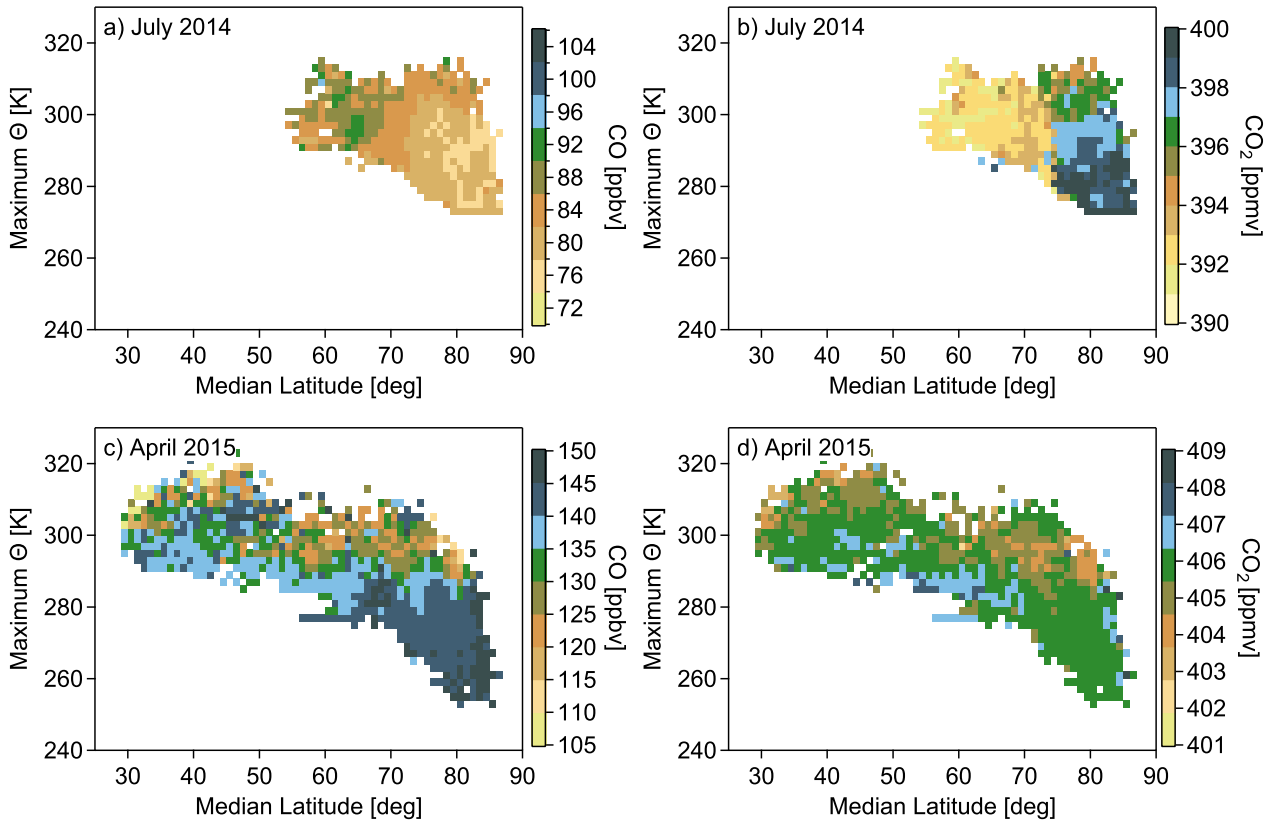 a) July 2014
320
300
280
260
240
Maximum Θ [K]
30 40 50 60 70 80 90
Median Latitude [deg]
104
100
96
92
88
84
80
76
72
CO [ppbv]
b) July 2014
320
300
280
260
240
Maximum Θ [K]
30 40 50 60 70 80 90
Median Latitude [deg]
400
398
396
394
392
390
CO₂ [ppmv]
c) April 2015
320
300
280
260
240
Maximum Θ [K]
30 40 50 60 70 80 90
Median Latitude [deg]
150
145
140
135
130
125
120
115
110
105
CO [ppbv]
d) April 2015
320
300
280
260
240
Maximum Θ [K]
30 40 50 60 70 80 90
Median Latitude [deg]
409
408
407
406
405
404
403
402
401
CO₂ [ppmv]